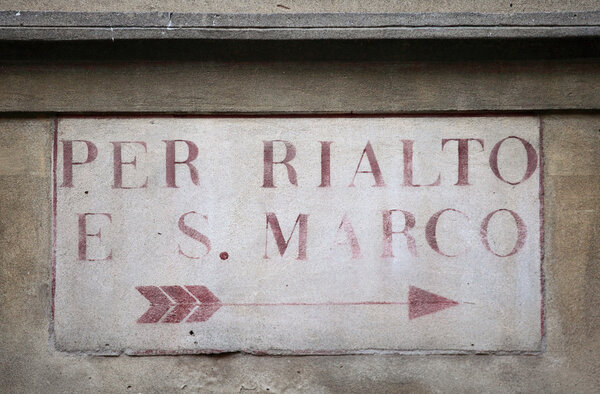 PER RIALTO
E S. MARCO